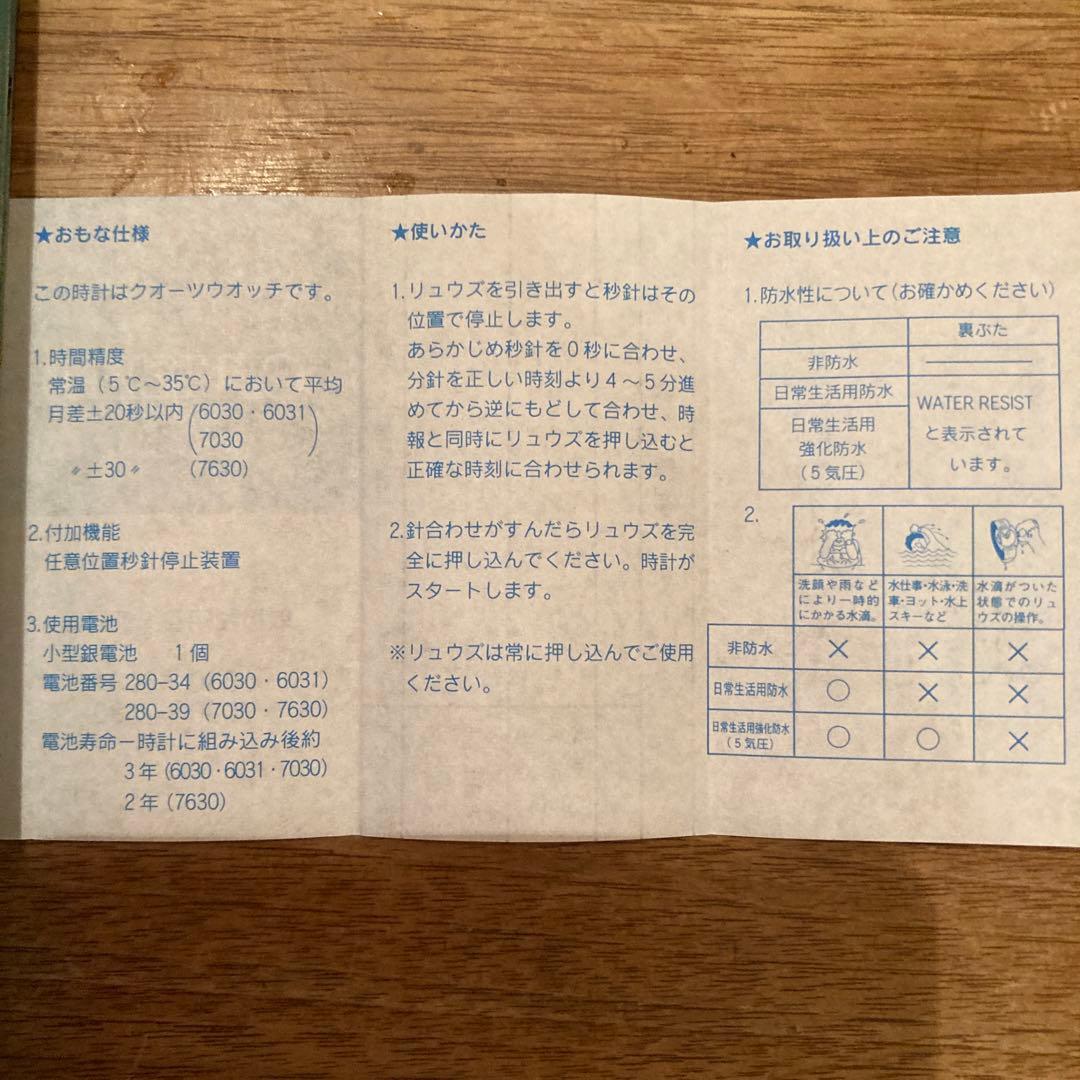 ★おもな仕様
この時計はクオーツウオッチです。
1.時間精度
常温（5℃〜35℃）において平均
月差±20秒以内（6030・6031
7030）
〃±30〃（7630）
2.付加機能
任意位置秒針停止装置
3.使用電池
小型銀電池　1個
電池番号 280−34（6030・6031）
280−39（7030・7630）
電池寿命−時計に組み込み後約
3年（6030・6031・7030）
2年（7630）
★使いかた
1.リュウズを引き出すと秒針はその
位置で停止します。
あらかじめ秒針を0秒に合わせ、
分針を正しい時刻より4〜5分進
めてから逆にもどして合わせ、時
報と同時にリュウズを押し込むと
正確な時刻に合わせられます。
2.針合わせがすんだらリュウズを完
全に押し込んでください。時計が
スタートします。
※リュウズは常に押し込んでご使用
ください。
★お取り扱い上のご注意
1.防水性について（お確かめください）
裏ぶた
非防水 ――――
日常生活用防水
日常生活用
強化防水
（5気圧）
WATER RESIST
と表示されて
います。
2.
洗顔や雨など
により一時的
にかかる水滴。
水仕事・水泳・洗
車・ヨット・水上
スキーなど
水滴がついた
状態でのリュ
ウズの操作。
非防水 × × ×
日常生活用防水 ○ × ×
日常生活用強化防水
（5気圧） ○ ○ ×